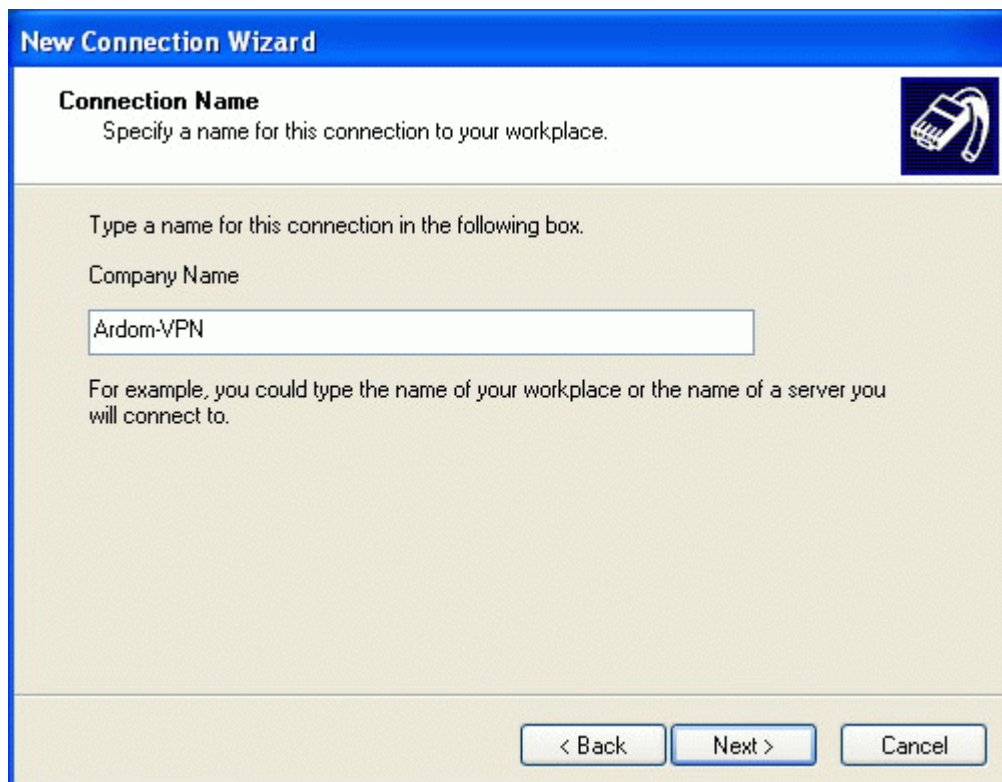 New Connection Wizard
Connection Name
Specify a name for this connection to your workplace.
Type a name for this connection in the following box.
Company Name
Ardom-VPN
For example, you could type the name of your workplace or the name of a server you
will connect to.
< Back
Next >
Cancel